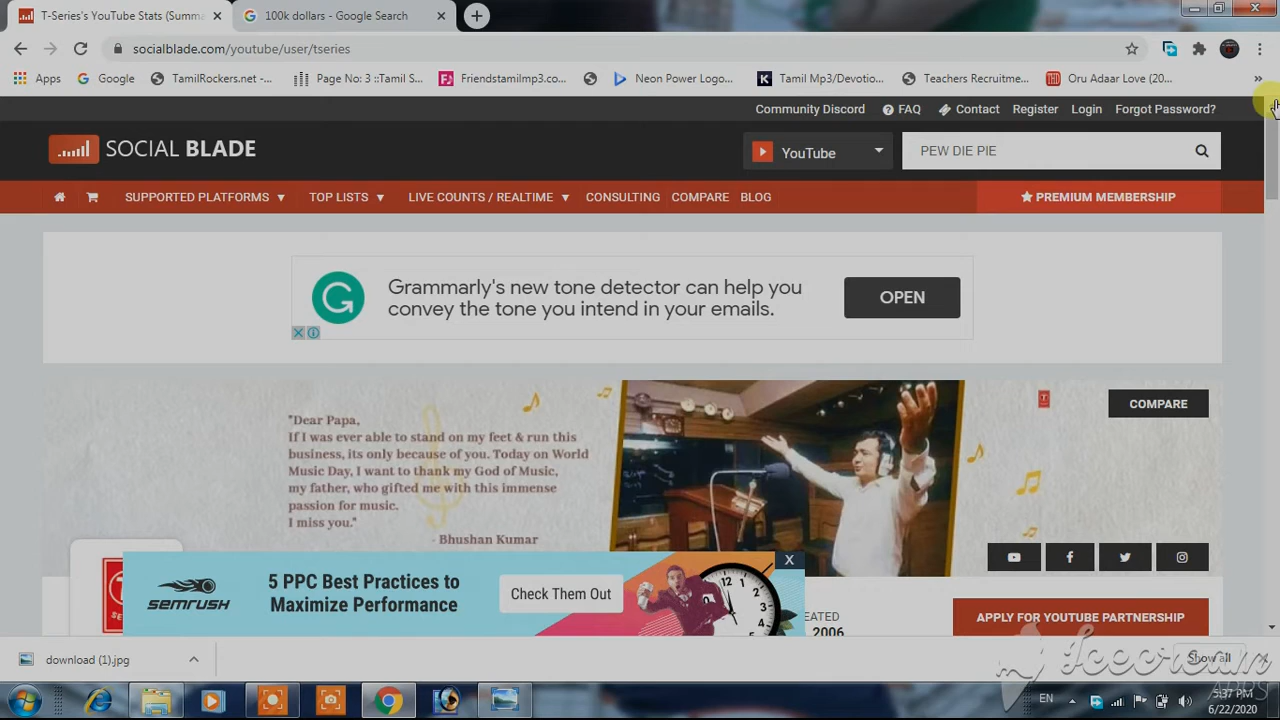 T-Series's YouTube Stats (Summa
100k dollars - Google Search
socialblade.com/youtube/user/tseries
Apps
Google
TamilRockers.net -...
Page No: 3 ::Tamil S...
Friendstamilmp3.co...
Neon Power Logo...
Tamil Mp3/Devotio...
Teachers Recruitme...
Oru Adaar Love (20...
Community Discord
FAQ
Contact
Register
Login
Forgot Password?
SOCIAL BLADE
YouTube
PEW DIE PIE
SUPPORTED PLATFORMS
TOP LISTS
LIVE COUNTS / REALTIME
CONSULTING
COMPARE
BLOG
PREMIUM MEMBERSHIP
Grammarly's new tone detector can help you
convey the tone you intend in your emails.
OPEN
COMPARE
"Dear Papa,
If I was ever able to stand on my feet & run this
business, its only because of you. Today on World
Music Day, I want to thank my God of Music,
my father, who gifted me with this immense
passion for music.
I miss you."
- Bhushan Kumar
SEMRUSH
5 PPC Best Practices to
Maximize Performance
Check Them Out
X
EATED
2006
APPLY FOR YOUTUBE PARTNERSHIP
download (1).jpg
Show all
Icecream
APPS
EN
5:37 PM
6/22/2020